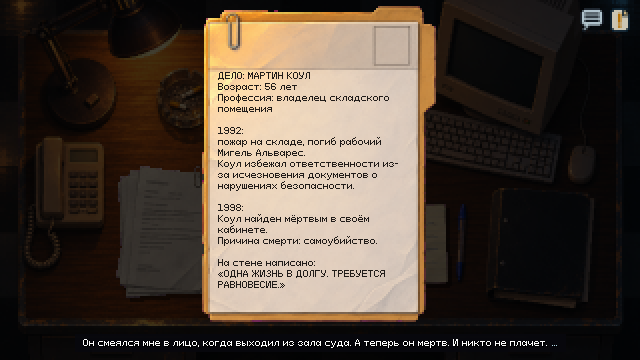 ДЕЛО: МАРТИН КОУЛ
Возраст: 56 лет
Профессия: владелец складского
помещения
1992:
пожар на складе, погиб рабочий
Мигель Альварес.
Коул избежал ответственности из-
за исчезновения документов о
нарушениях безопасности.
1998:
Коул найден мёртвым в своём
кабинете.
Причина смерти: самоубийство.
На стене написано:
«ОДНА ЖИЗНЬ В ДОЛГУ. ТРЕБУЕТСЯ
РАВНОВЕСИЕ.»
Он смеялся мне в лицо, когда выходил из зала суда. А теперь он мертв. И никто не плачет. ...